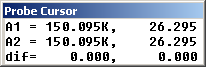 Probe Cursor
A1 = 150.095K, 26.295
A2 = 150.095K, 26.295
dif= 0.000, 0.000